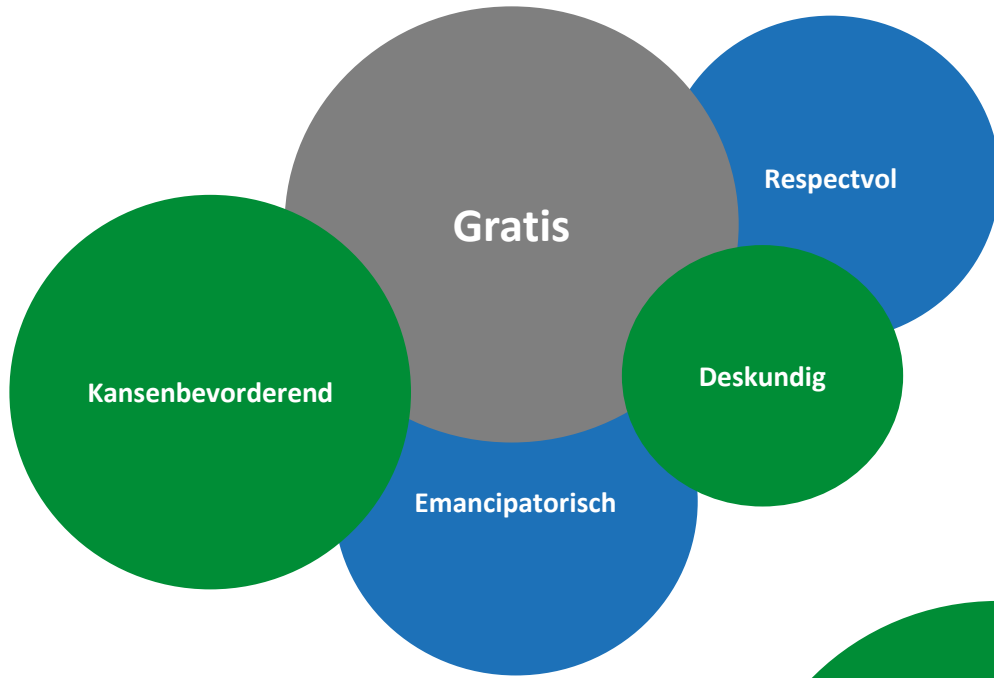 Respectvol
Gratis
Deskundig
Kansenbevorderend
Emancipatorisch